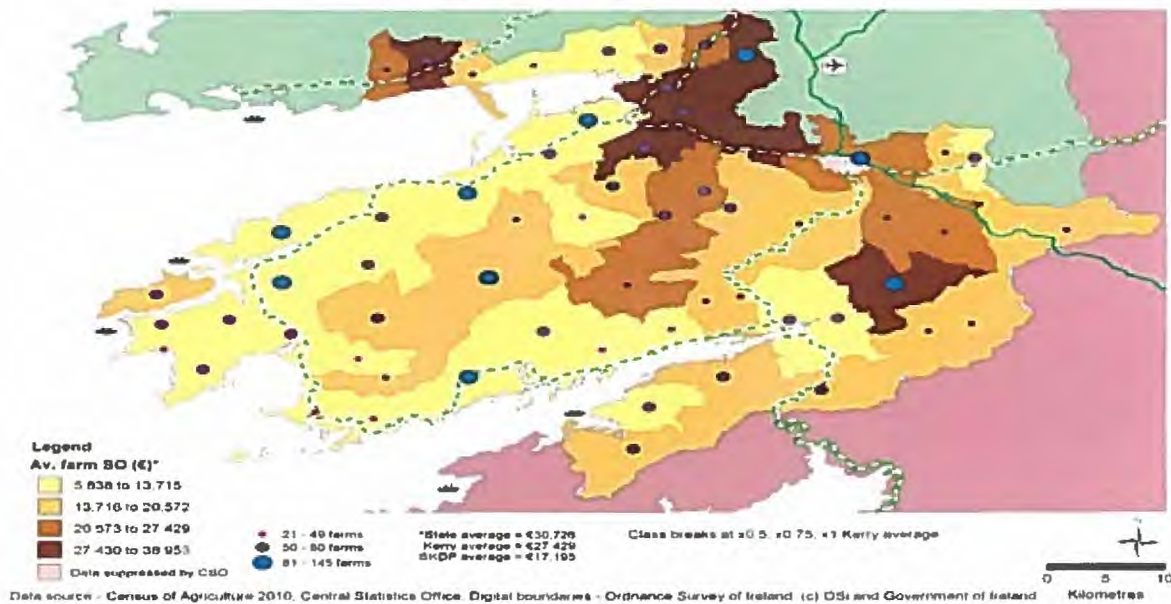 Legend
Av. farm SO (€)*
5,838 to 13,715
13,716 to 20,572
20,573 to 27,429
27,430 to 38,953
Data suppressed by CSO
21 - 49 farms
50 - 80 farms
81 - 145 farms
*State average = €30,726
Kerry average = €27,429
SKDP average = €17,195
Class breaks at x0.5, x0.75, x1 Kerry average
0 5 10
Kilometres
Data source - Census of Agriculture 2010, Central Statistics Office. Digital boundaries - Ordnance Survey of Ireland (c) OSi and Government of Ireland